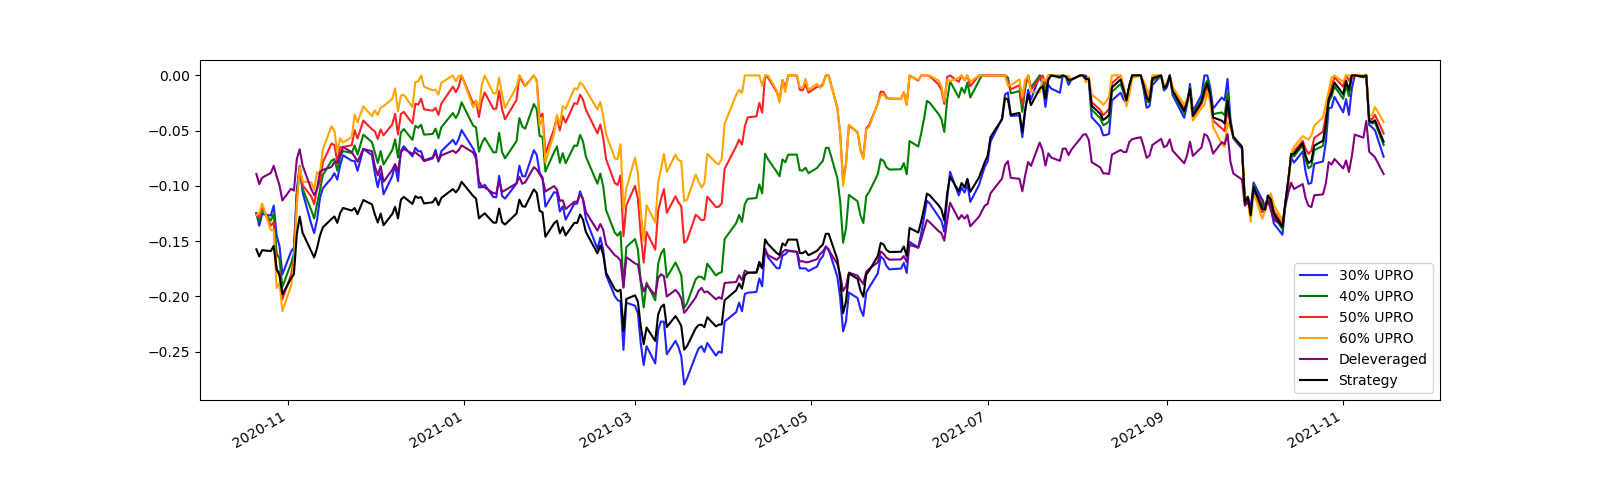 0.00
−0.05
−0.10
−0.15
−0.20
−0.25
2020-11
2021-01
2021-03
2021-05
2021-07
2021-09
2021-11
30% UPRO
40% UPRO
50% UPRO
60% UPRO
Deleveraged
Strategy